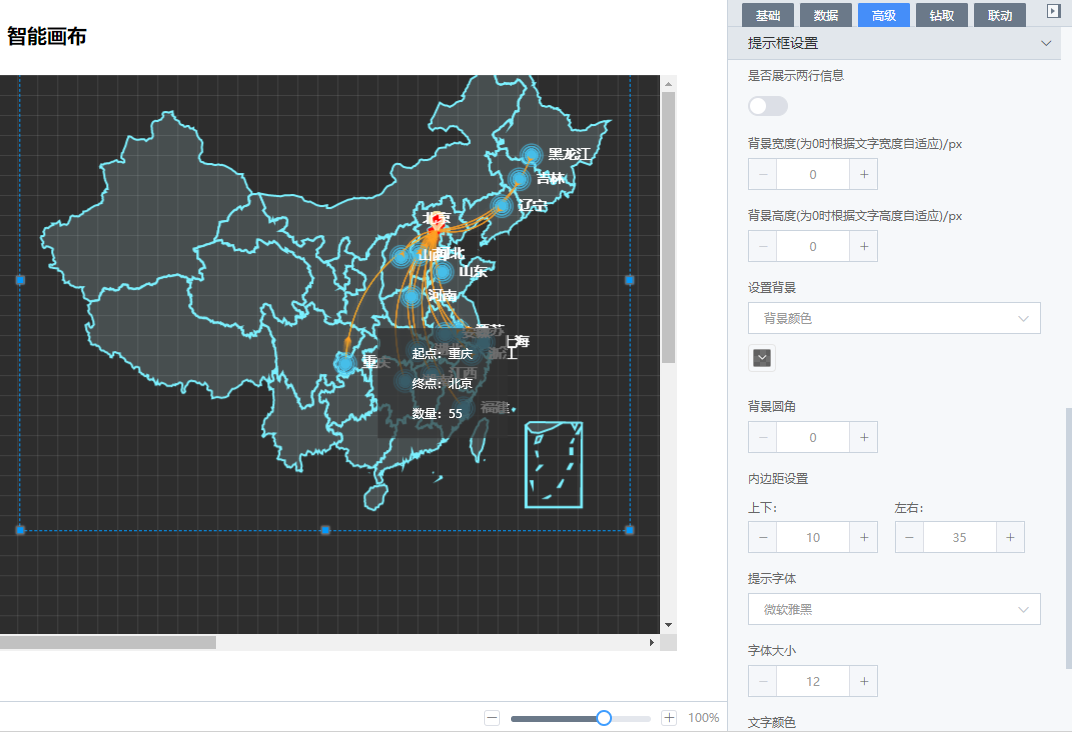 智能画布
黑龙江
吉林
辽宁
北京
山西
河北
山东
河南
安徽
江苏
上海
浙江
重庆
江西
福建
起点：重庆
终点：北京
数量：55
100%
基础
数据
高级
钻取
联动
提示框设置
是否展示两行信息
背景宽度(为0时根据文字宽度自适应)/px
0
背景高度(为0时根据文字高度自适应)/px
0
设置背景
背景颜色
背景圆角
0
内边距设置
上下：
左右：
10
35
提示字体
微软雅黑
字体大小
12
文字颜色